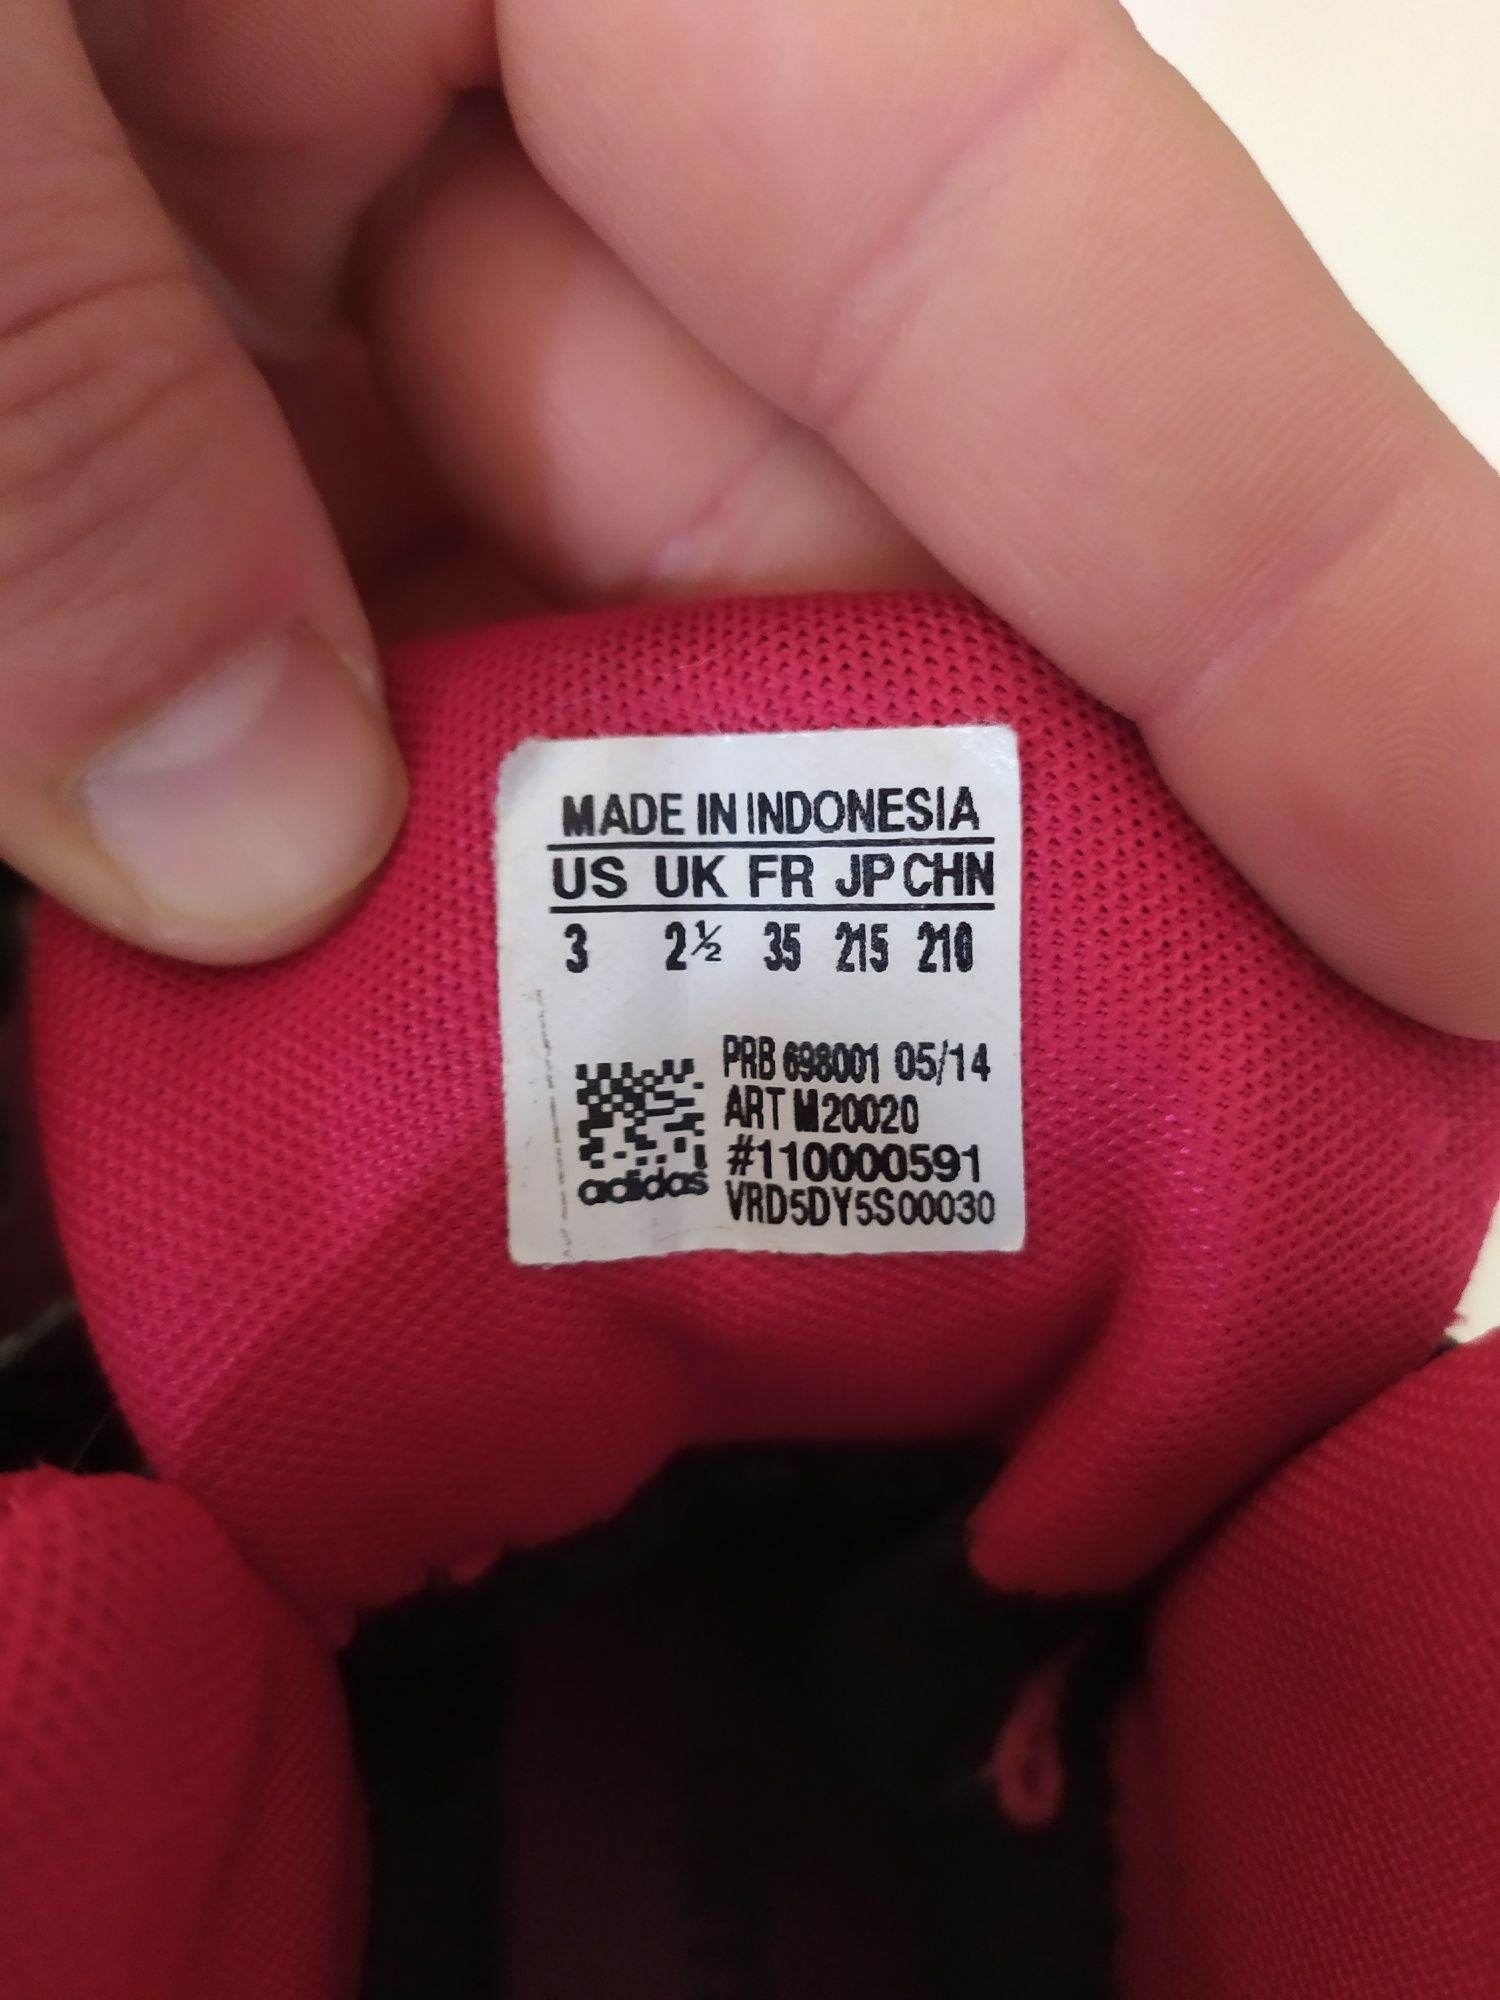 MADE IN INDONESIA
US UK FR JP CHN
3 2½ 35 215 210
PRB 698001 05/14
ART M20020
#110000591
VRD5DY5S00030
adidas